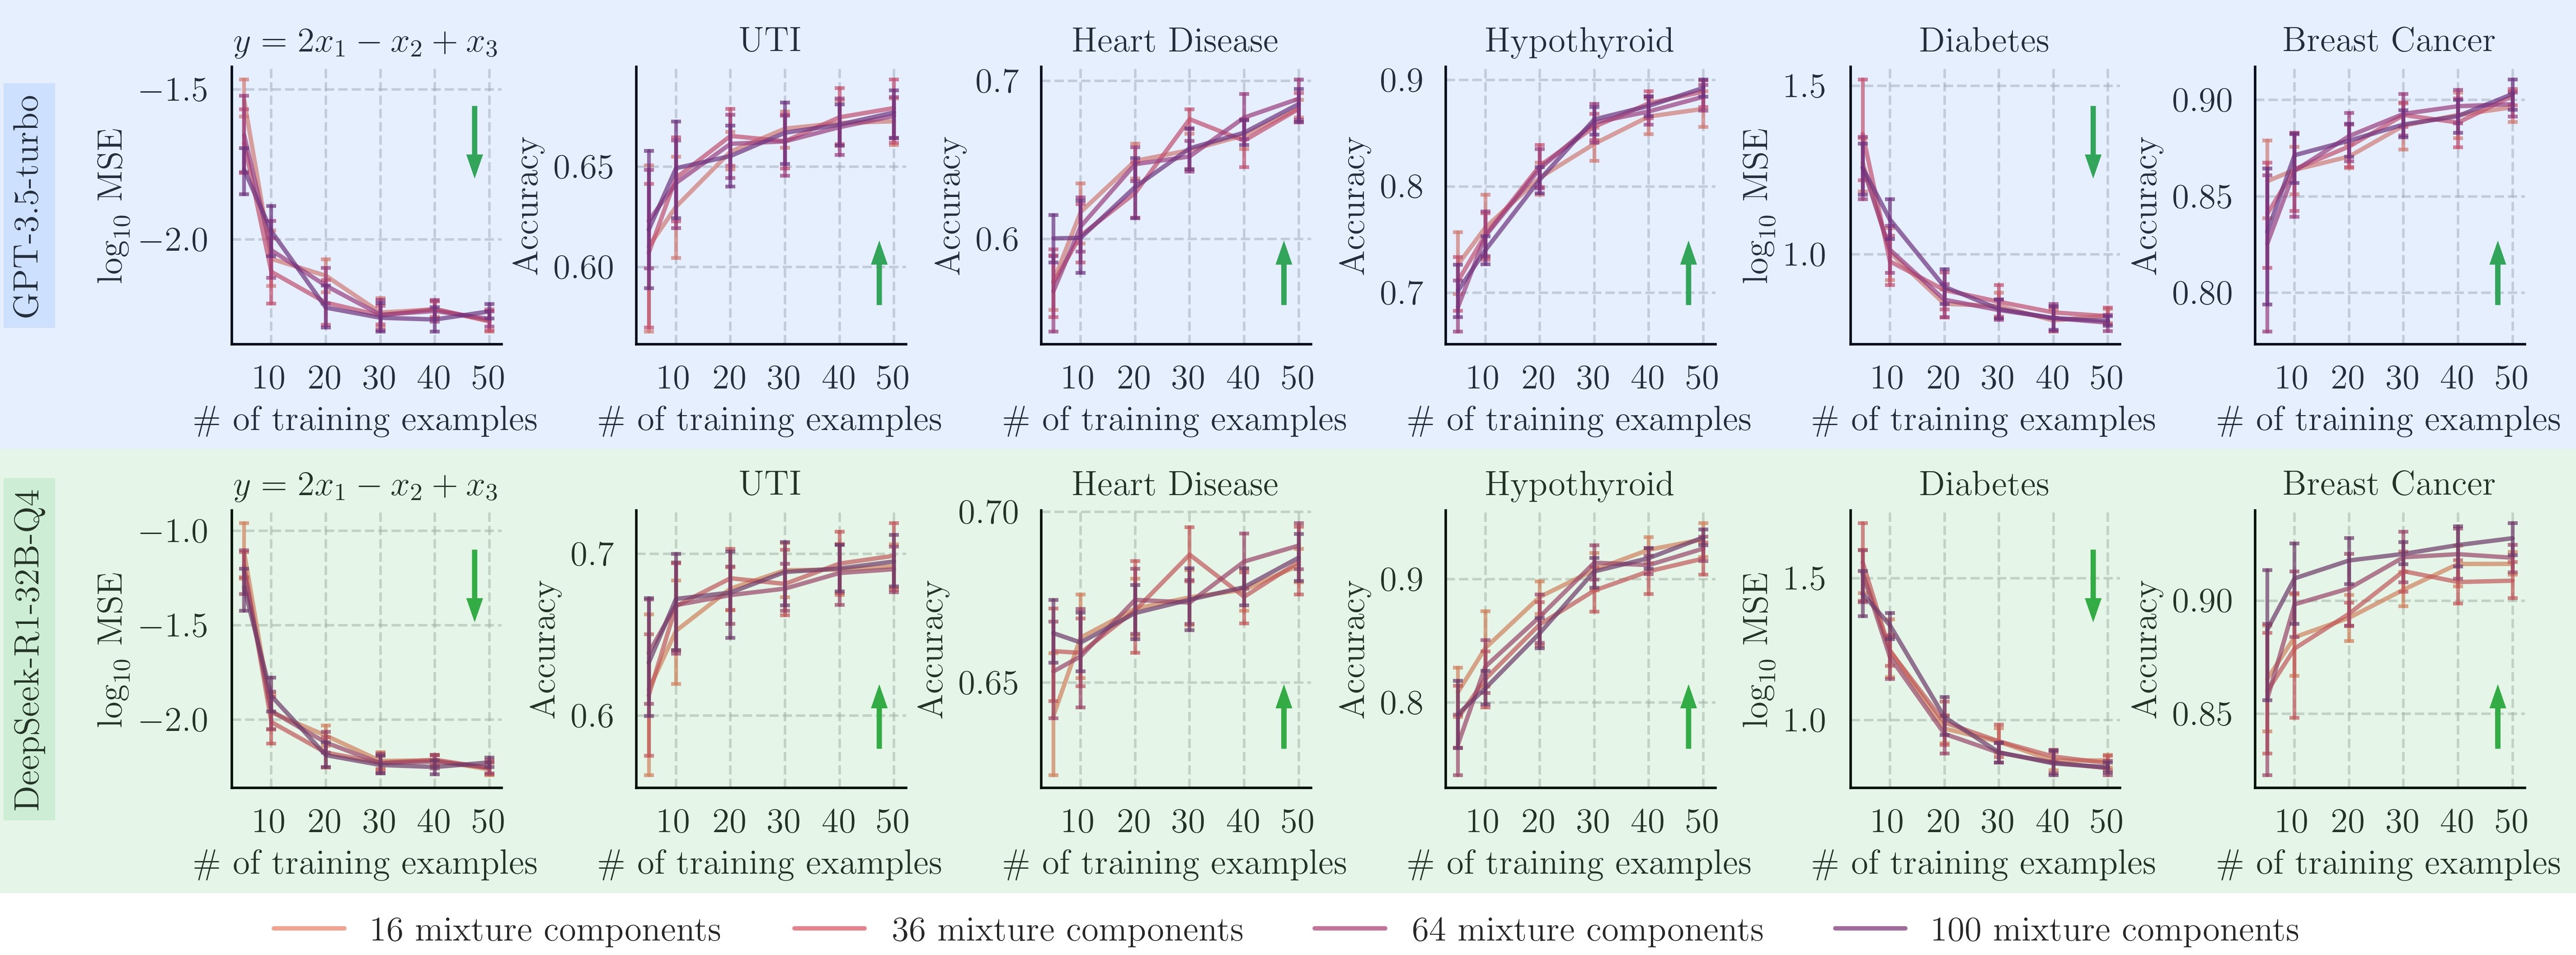 GPT-3.5-turbo
y = 2x₁ − x₂ + x₃
log₁₀ MSE
−1.5
−2.0
10 20 30 40 50
# of training examples
UTI
Accuracy
0.65
0.60
10 20 30 40 50
# of training examples
Heart Disease
Accuracy
0.7
0.6
10 20 30 40 50
# of training examples
Hypothyroid
Accuracy
0.9
0.8
0.7
10 20 30 40 50
# of training examples
Diabetes
log₁₀ MSE
1.5
1.0
10 20 30 40 50
# of training examples
Breast Cancer
Accuracy
0.90
0.85
0.80
10 20 30 40 50
# of training examples
DeepSeek-R1-32B-Q4
y = 2x₁ − x₂ + x₃
log₁₀ MSE
−1.0
−1.5
−2.0
10 20 30 40 50
# of training examples
UTI
Accuracy
0.7
0.6
10 20 30 40 50
# of training examples
Heart Disease
Accuracy
0.70
0.65
10 20 30 40 50
# of training examples
Hypothyroid
Accuracy
0.9
0.8
10 20 30 40 50
# of training examples
Diabetes
log₁₀ MSE
1.5
1.0
10 20 30 40 50
# of training examples
Breast Cancer
Accuracy
0.90
0.85
10 20 30 40 50
# of training examples
16 mixture components
36 mixture components
64 mixture components
100 mixture components